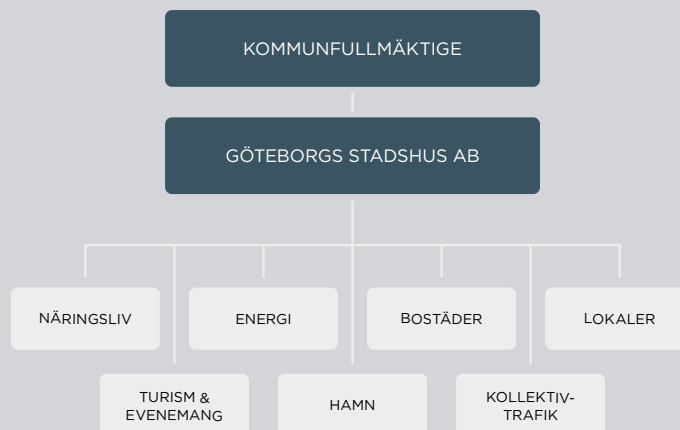 KOMMUNFULLMÄKTIGE
GÖTEBORGS STADSHUS AB
NÄRINGSLIV
ENERGI
BOSTÄDER
LOKALER
TURISM &
EVENEMANG
HAMN
KOLLEKTIV-
TRAFIK